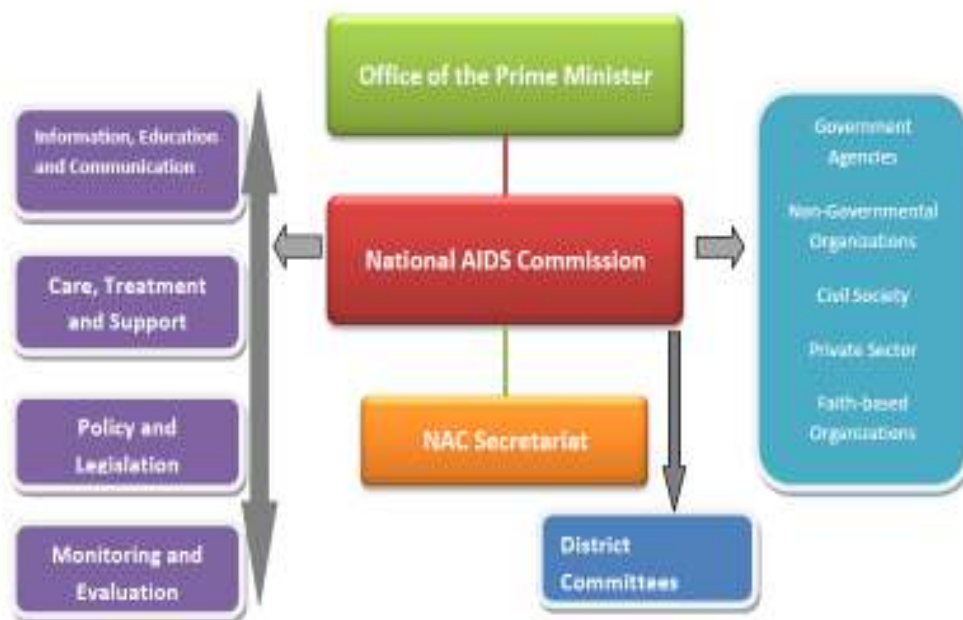 Office of the Prime Minister
Information, Education
and Communication
Government
Agencies
Non-Governmental
Organizations
National AIDS Commission
Care, Treatment
and Support
Civil Society
Private Sector
Policy and
Legislation
NAC Secretariat
Faith-based
Organizations
Monitoring and
Evaluation
District
Committees